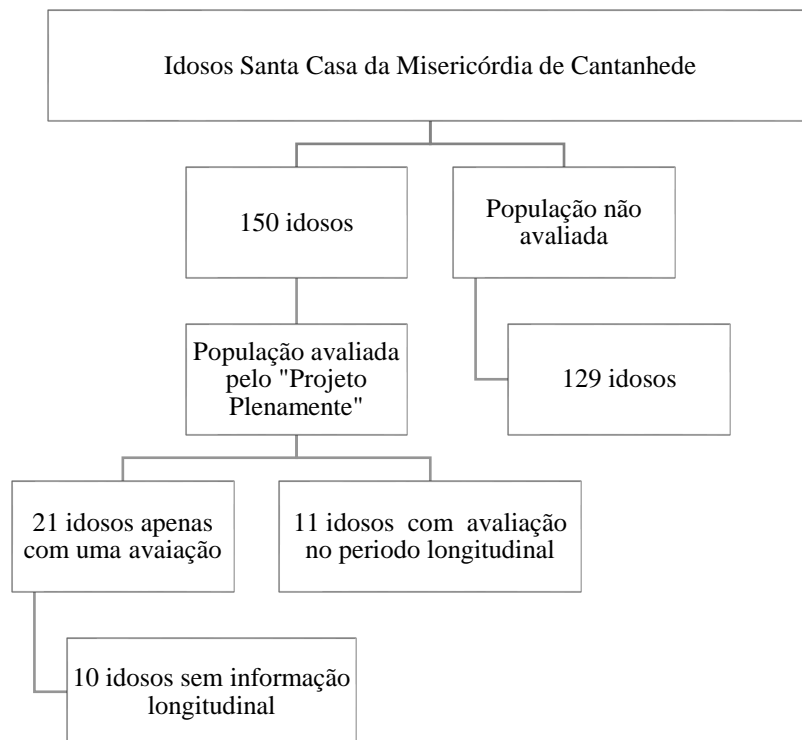 Idosos Santa Casa da Misericórdia de Cantanhede
150 idosos
População não
avaliada
População avaliada
pelo "Projeto
Plenamente"
129 idosos
21 idosos apenas
com uma avaiação
11 idosos com avaliação
no periodo longitudinal
10 idosos sem informação
longitudinal